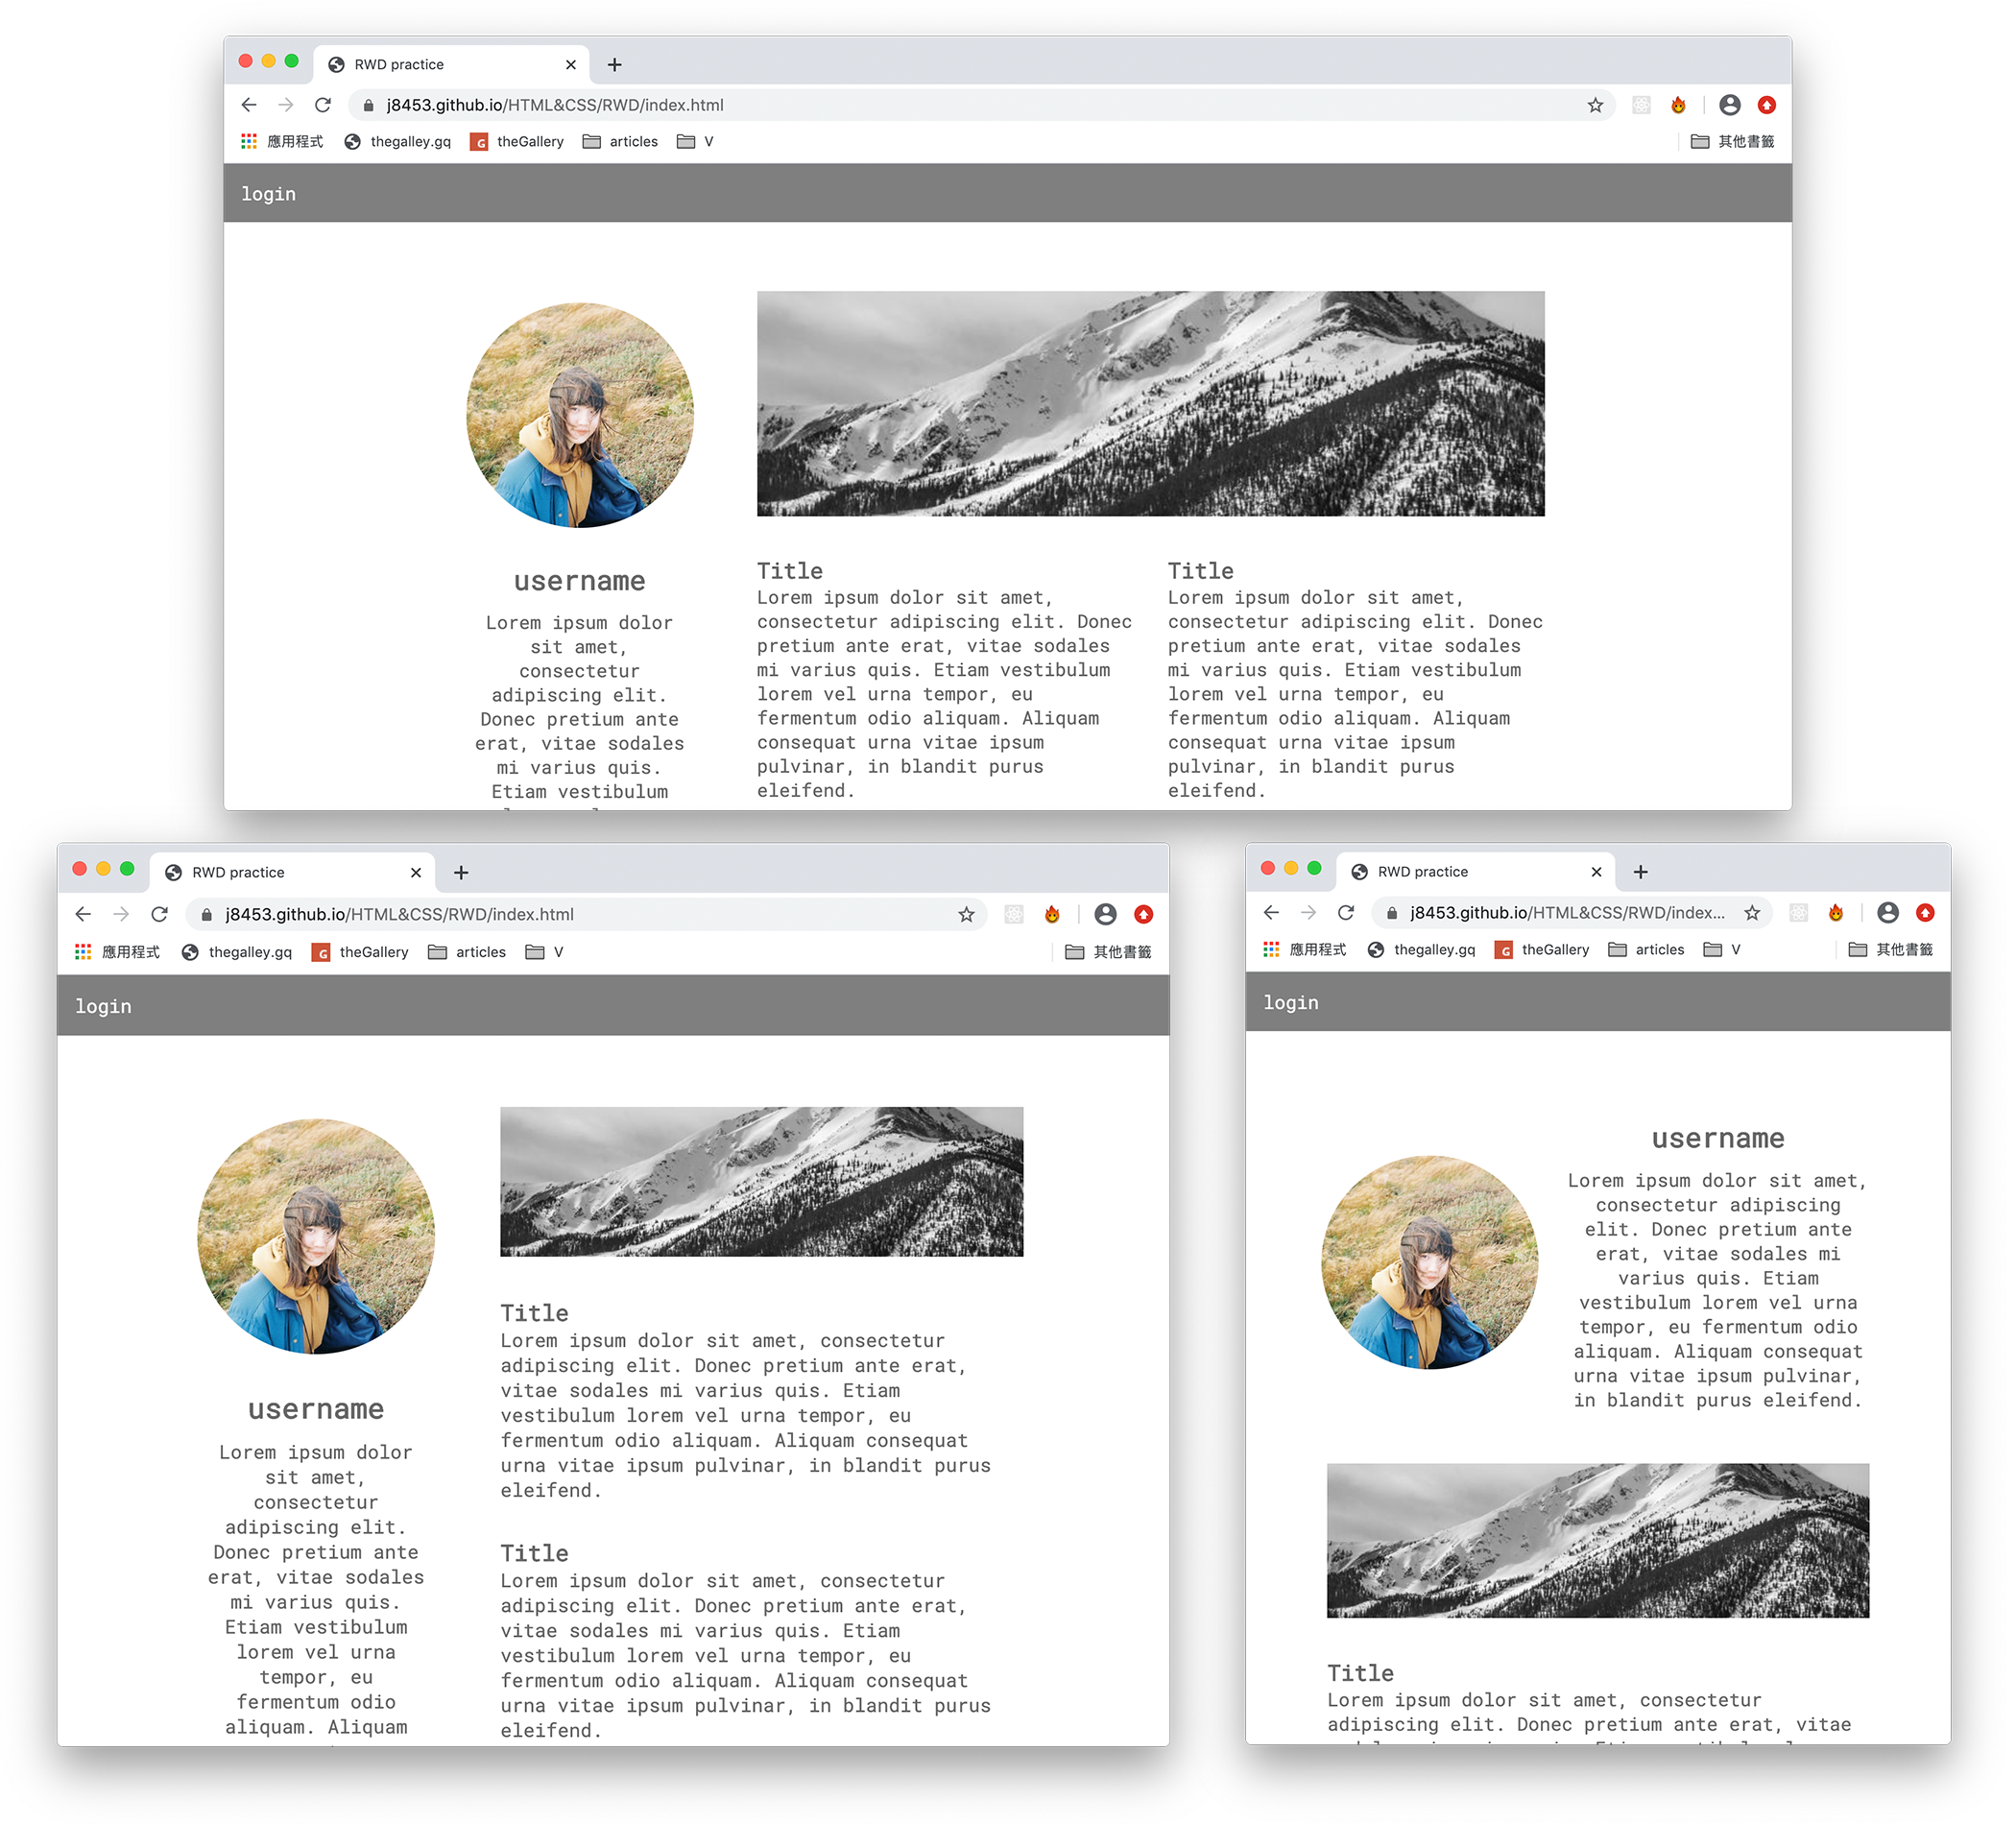 RWD practice
j8453.github.io/HTML&CSS/RWD/index.html
應用程式 thegalley.gq G theGallery articles V 其他書籤
login
username
Lorem ipsum dolor
sit amet,
consectetur
adipiscing elit.
Donec pretium ante
erat, vitae sodales
mi varius quis.
Etiam vestibulum
Title
Lorem ipsum dolor sit amet,
consectetur adipiscing elit. Donec
pretium ante erat, vitae sodales
mi varius quis. Etiam vestibulum
lorem vel urna tempor, eu
fermentum odio aliquam. Aliquam
consequat urna vitae ipsum
pulvinar, in blandit purus
eleifend.
Title
Lorem ipsum dolor sit amet,
consectetur adipiscing elit. Donec
pretium ante erat, vitae sodales
mi varius quis. Etiam vestibulum
lorem vel urna tempor, eu
fermentum odio aliquam. Aliquam
consequat urna vitae ipsum
pulvinar, in blandit purus
eleifend.
RWD practice
j8453.github.io/HTML&CSS/RWD/index.html
應用程式 thegalley.gq G theGallery articles V 其他書籤
login
username
Lorem ipsum dolor
sit amet,
consectetur
adipiscing elit.
Donec pretium ante
erat, vitae sodales
mi varius quis.
Etiam vestibulum
lorem vel urna
tempor, eu
fermentum odio
aliquam. Aliquam
Title
Lorem ipsum dolor sit amet, consectetur
adipiscing elit. Donec pretium ante erat,
vitae sodales mi varius quis. Etiam
vestibulum lorem vel urna tempor, eu
fermentum odio aliquam. Aliquam consequat
urna vitae ipsum pulvinar, in blandit purus
eleifend.
Title
Lorem ipsum dolor sit amet, consectetur
adipiscing elit. Donec pretium ante erat,
vitae sodales mi varius quis. Etiam
vestibulum lorem vel urna tempor, eu
fermentum odio aliquam. Aliquam consequat
urna vitae ipsum pulvinar, in blandit purus
eleifend.
RWD practice
j8453.github.io/HTML&CSS/RWD/index...
應用程式 thegalley.gq G theGallery articles V 其他書籤
login
username
Lorem ipsum dolor sit amet,
consectetur adipiscing
elit. Donec pretium ante
erat, vitae sodales mi
varius quis. Etiam
vestibulum lorem vel urna
tempor, eu fermentum odio
aliquam. Aliquam consequat
urna vitae ipsum pulvinar,
in blandit purus eleifend.
Title
Lorem ipsum dolor sit amet, consectetur
adipiscing elit. Donec pretium ante erat, vitae